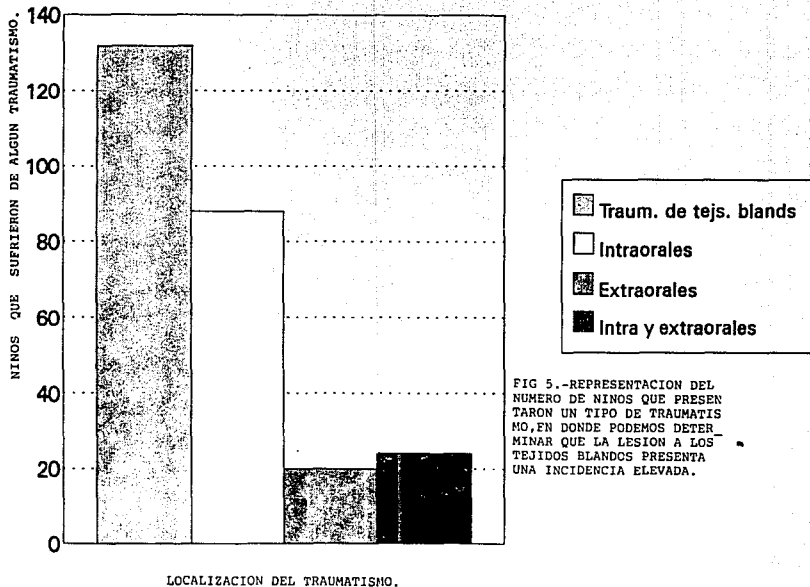 NINOS QUE SUFRIERON DE ALGUN TRAUMATISMO.
140
120
100
80
60
40
20
0
LOCALIZACION DEL TRAUMATISMO.
Traum. de tejs. blands
Intraorales
Extraorales
Intra y extraorales
FIG 5.-REPRESENTACION DEL
NUMERO DE NINOS QUE PRESEN
TARON UN TIPO DE TRAUMATIS
MO,EN DONDE PODEMOS DETER_
MINAR QUE LA LESION A LOS
TEJIDOS BLANDOS PRESENTA
UNA INCIDENCIA ELEVADA.